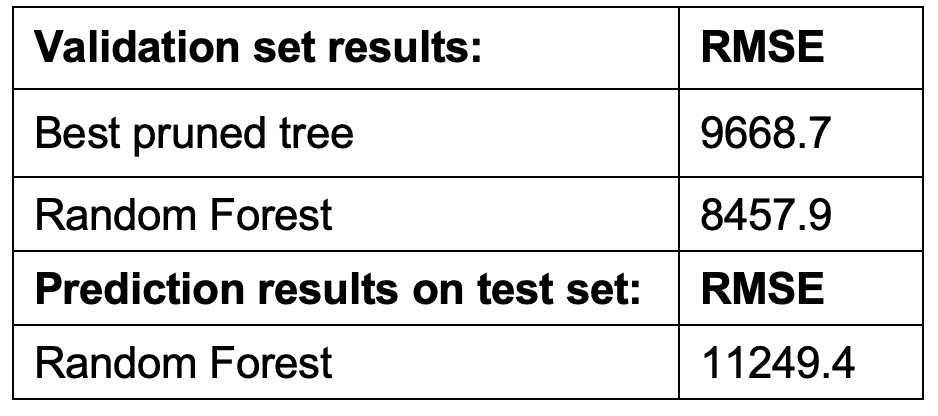 Validation set results: RMSE
Best pruned tree 9668.7
Random Forest 8457.9
Prediction results on test set: RMSE
Random Forest 11249.4